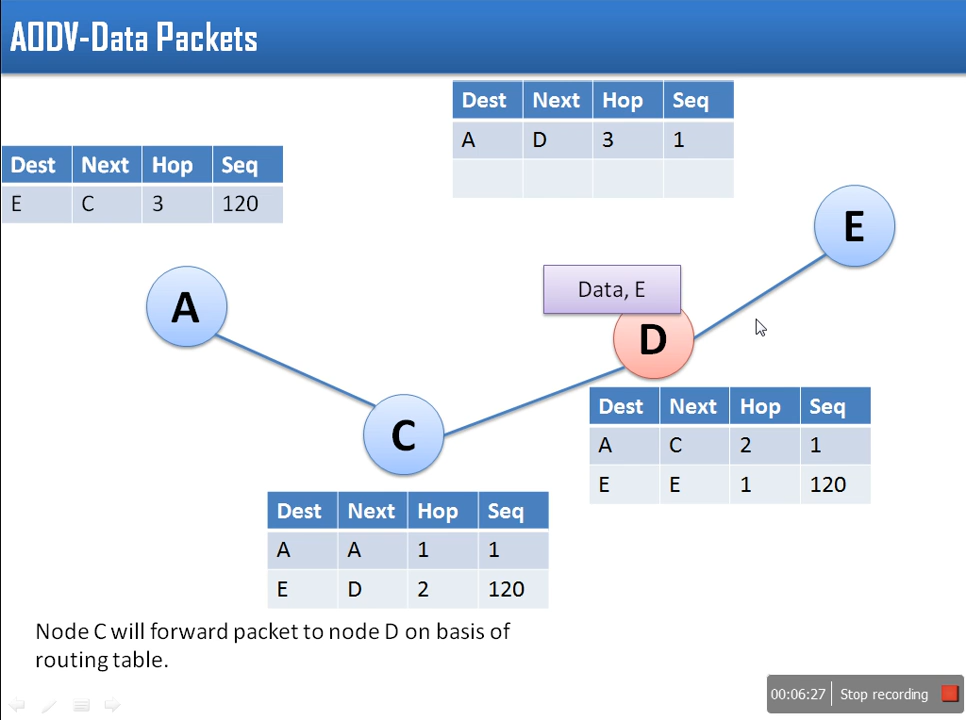 AODV-Data Packets
Dest Next Hop Seq
A D 3 1
Dest Next Hop Seq
E C 3 120
E
Data, E
A
D
Dest Next Hop Seq
A C 2 1
E E 1 120
C
Dest Next Hop Seq
A A 1 1
E D 2 120
Node C will forward packet to node D on basis of
routing table.
00:06:27 Stop recording